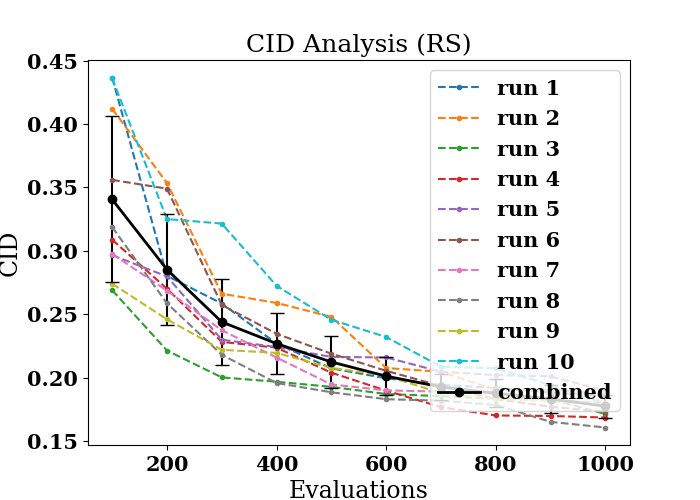 CID Analysis (RS)
0.45
0.40
0.35
0.30
0.25
0.20
0.15
CID
run 1
run 2
run 3
run 4
run 5
run 6
run 7
run 8
run 9
run 10
combined
200
400
600
800
1000
Evaluations